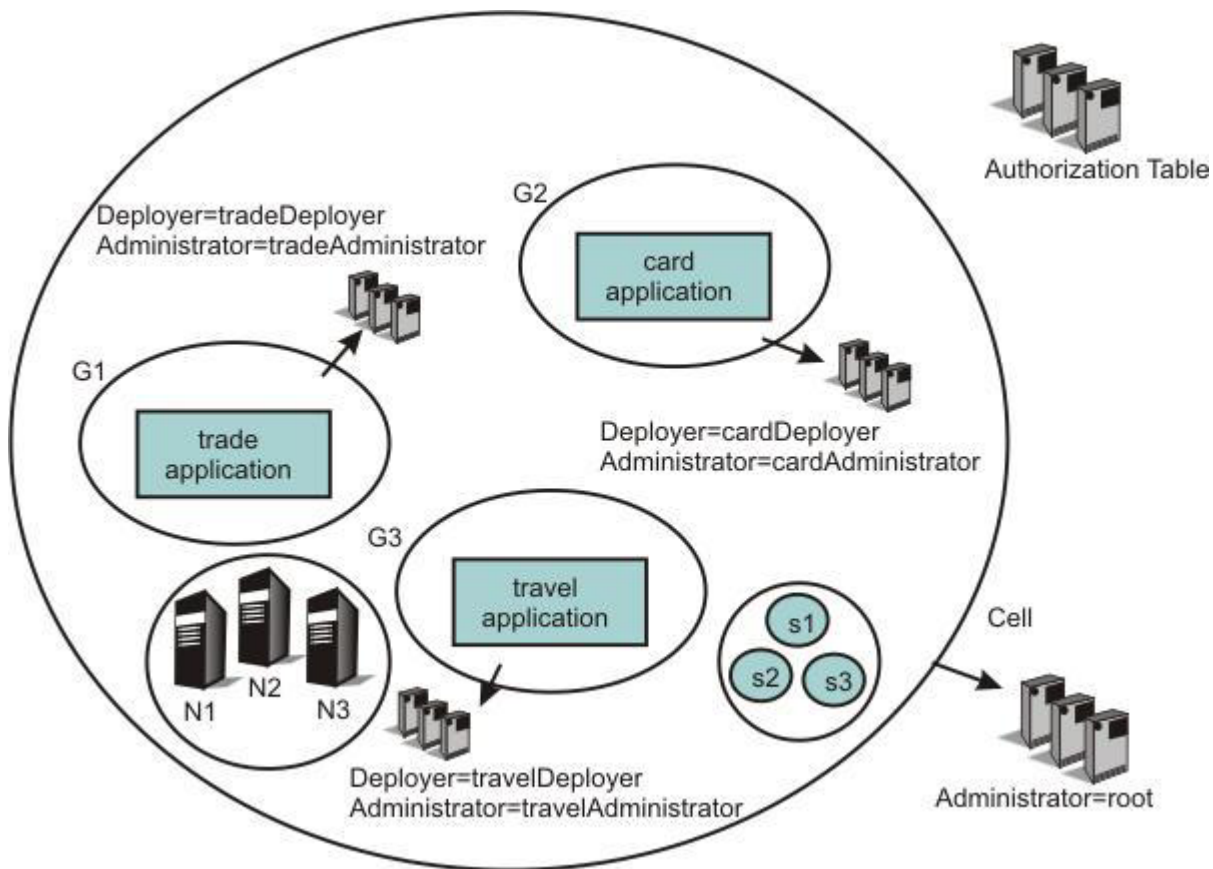 Authorization Table
Deployer=tradeDeployer
Administrator=tradeAdministrator
G2
card
application
G1
trade
application
Deployer=cardDeployer
Administrator=cardAdministrator
G3
travel
application
N1
N2
N3
s1
s2
s3
Cell
Deployer=travelDeployer
Administrator=travelAdministrator
Administrator=root